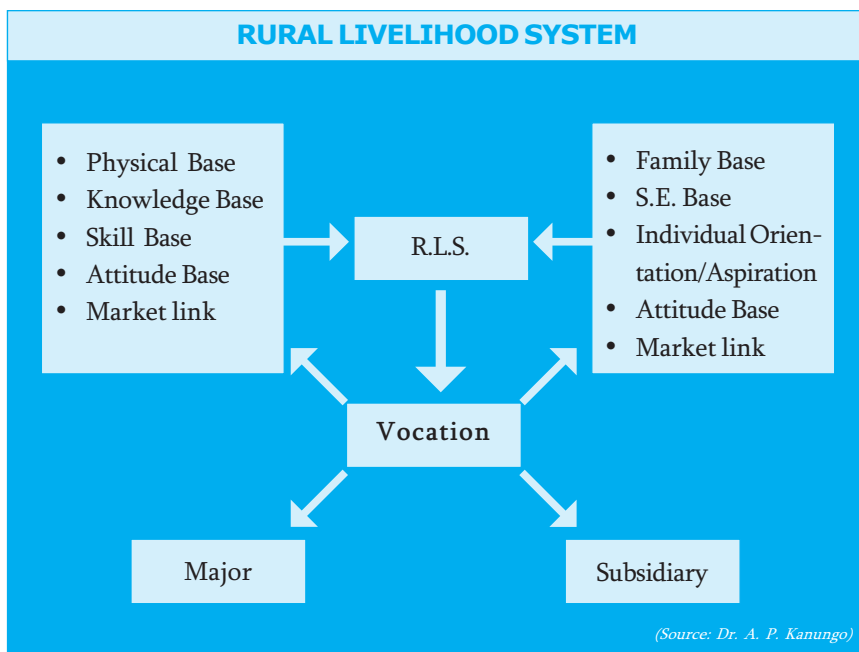 RURAL LIVELIHOOD SYSTEM
• Physical Base
• Knowledge Base
• Skill Base
• Attitude Base
• Market link
R.L.S.
• Family Base
• S.E. Base
• Individual Orien-
tation/Aspiration
• Attitude Base
• Market link
Vocation
Major
Subsidiary
(Source: Dr. A. P. Kanungo)